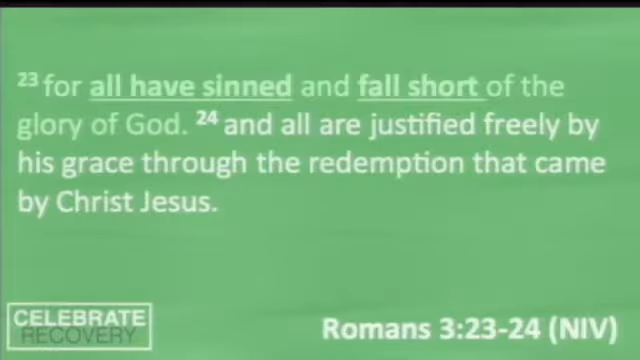 23 for all have sinned and fall short of the
glory of God. 24 and all are justified freely by
his grace through the redemption that came
by Christ Jesus.
CELEBRATE
RECOVERY
Romans 3:23-24 (NIV)